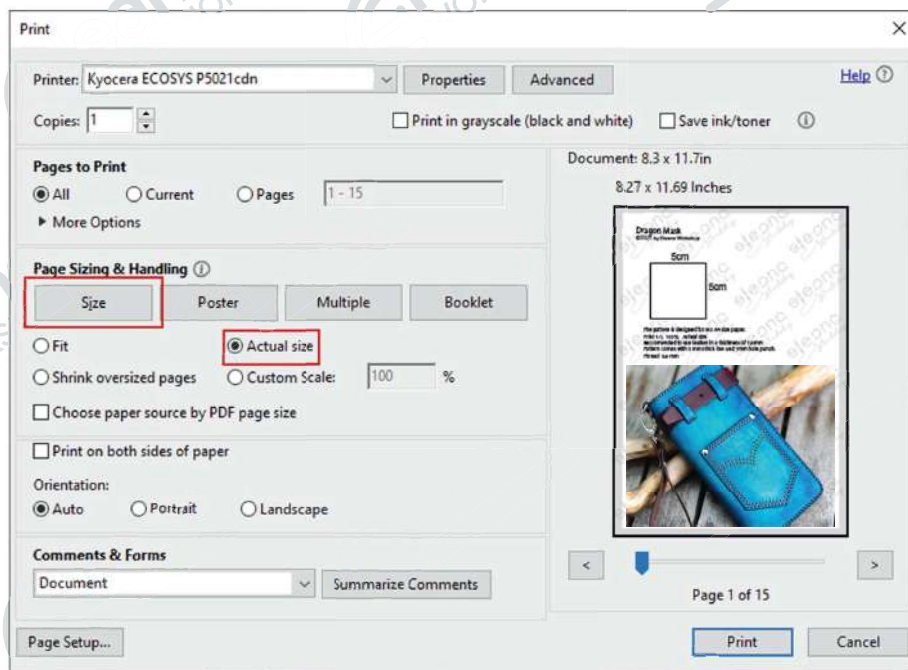 Print
Printer: Kyocera ECOSYS P5021cdn
Properties
Advanced
Help
Copies: 1
Print in grayscale (black and white)
Save ink/toner
Pages to Print
All
Current
Pages
1 - 15
More Options
Page Sizing & Handling
Size
Poster
Multiple
Booklet
Fit
Actual size
Shrink oversized pages
Custom Scale:
100
%
Choose paper source by PDF page size
Print on both sides of paper
Orientation:
Auto
Portrait
Landscape
Comments & Forms
Document
Summarize Comments
Page Setup...
Document: 8.3 x 11.7in
8.27 x 11.69 Inches
Dragon Mask
5cm
5cm
<
>
Page 1 of 15
Print
Cancel